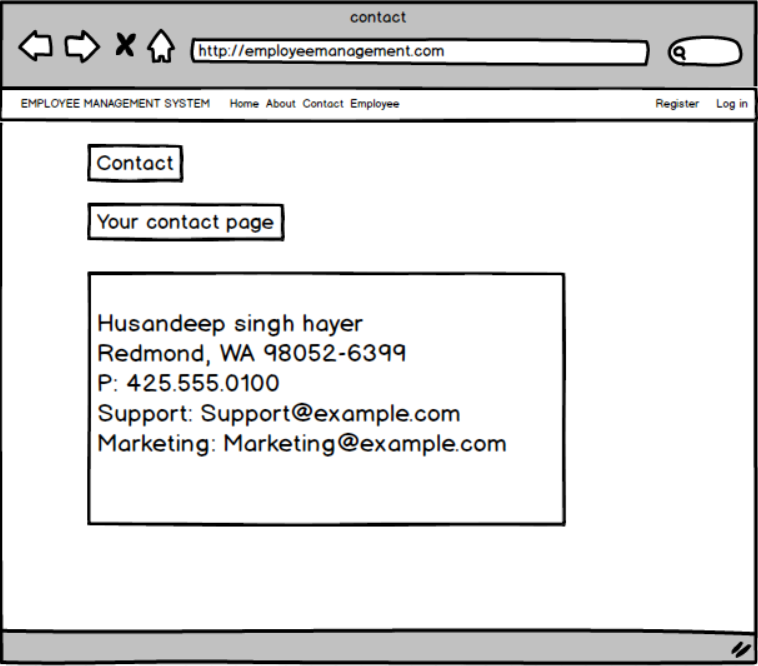 contact
http://employeemanagement.com
EMPLOYEE MANAGEMENT SYSTEM Home About Contact Employee Register Log in
Contact
Your contact page
Husandeep singh hayer
Redmond, WA 98052-6399
P: 425.555.0100
Support: Support@example.com
Marketing: Marketing@example.com